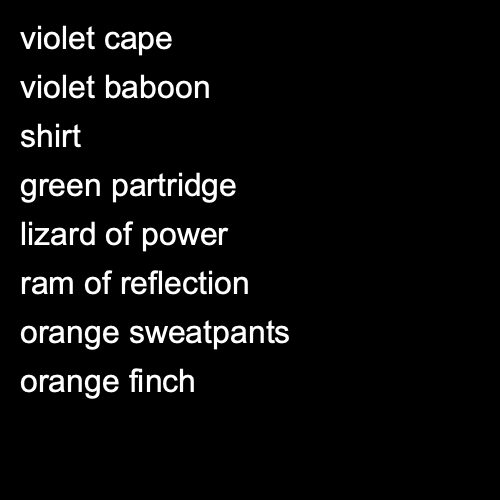 violet cape
violet baboon
shirt
green partridge
lizard of power
ram of reflection
orange sweatpants
orange finch